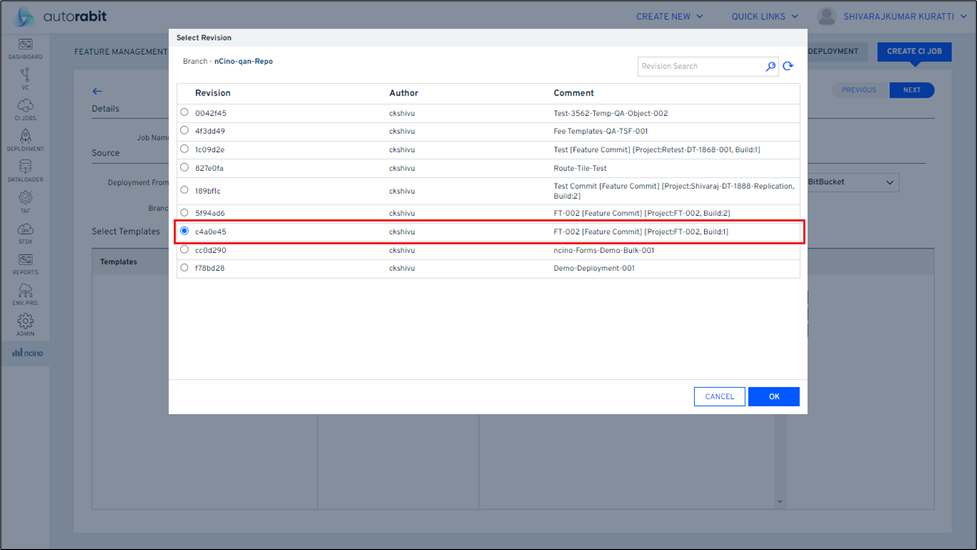 autorabit
CREATE NEW
QUICK LINKS
SHIVARAJKUMAR KURATTI
Select Revision
DASHBOARD
VC
CI JOBS
DEPLOYMENT
DATALOADER
TAF
SFDX
REPORTS
ENV. PRO.
ADMIN
ncino
FEATURE MANAGEMENT
DEPLOYMENT
CREATE CI JOB
PREVIOUS
NEXT
Details
Job Name
Source
Deployment From
BitBucket
Branc
Select Templates
Templates
Branch - nCino-qan-Repo
Revision Search
Revision Author Comment
0042f45 ckshivu Test-3562-Temp-QA-Object-002
4f3dd49 ckshivu Fee Templates-QA-TSF-001
1c09d2e ckshivu Test [Feature Commit] [Project:Retest-DT-1868-001, Build:1]
827e0fa ckshivu Route-Tile-Test
189bf1c ckshivu Test Commit [Feature Commit] [Project:Shivaraj-DT-1888-Replication,
Build:2]
5f94ad6 ckshivu FT-002 [Feature Commit] [Project:FT-002, Build:2]
c4a0e45 ckshivu FT-002 [Feature Commit] [Project:FT-002, Build:1]
cc0d290 ckshivu ncino-Forms-Demo-Bulk-001
f78bd28 ckshivu Demo-Deployment-001
CANCEL
OK